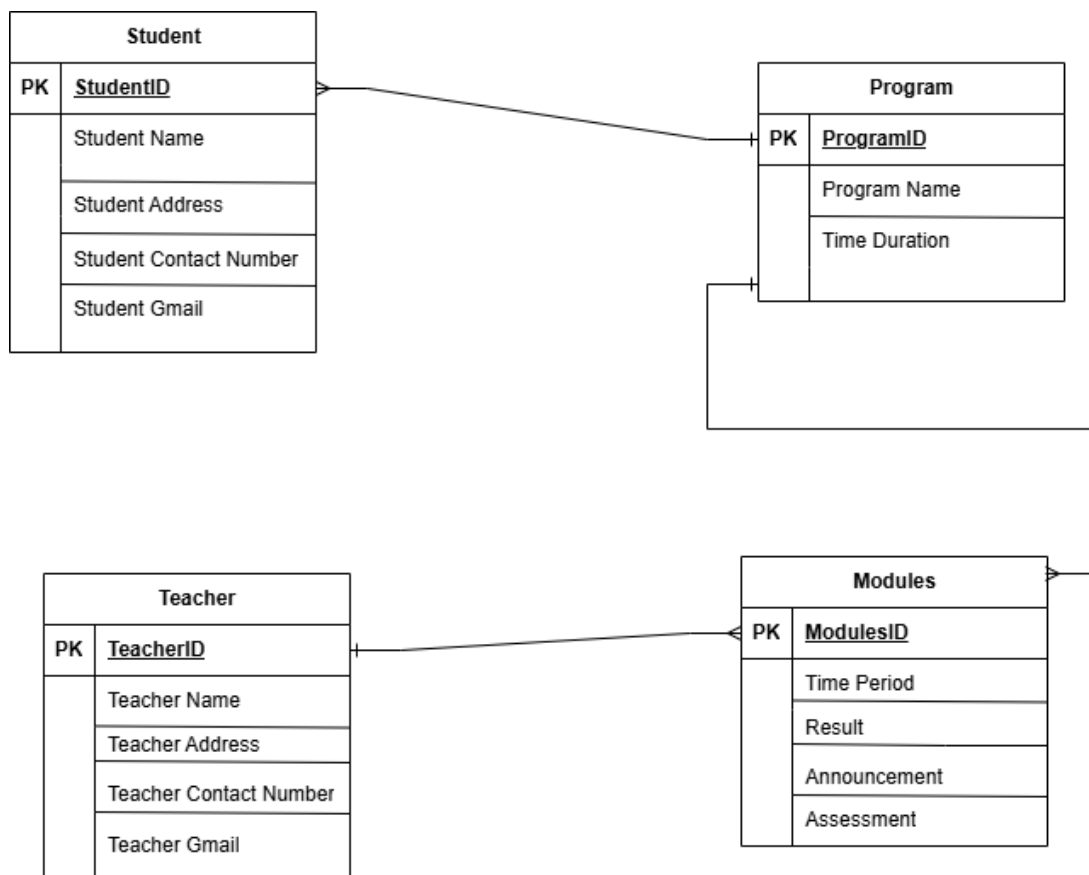 Student
PK StudentID
Student Name
Student Address
Student Contact Number
Student Gmail
Program
PK ProgramID
Program Name
Time Duration
Teacher
PK TeacherID
Teacher Name
Teacher Address
Teacher Contact Number
Teacher Gmail
Modules
PK ModulesID
Time Period
Result
Announcement
Assessment